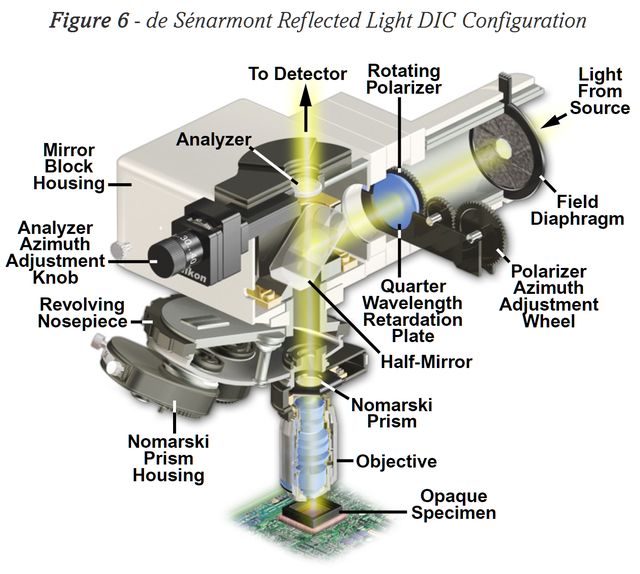 Figure 6 - de Sénarmont Reflected Light DIC Configuration
To Detector
Rotating
Polarizer
Light
From
Source
Analyzer
Mirror
Block
Housing
Field
Diaphragm
Analyzer
Azimuth
Adjustment
Knob
Quarter
Wavelength
Retardation
Plate
Polarizer
Azimuth
Adjustment
Wheel
Revolving
Nosepiece
Half-Mirror
Nomarski
Prism
Nomarski
Prism
Housing
Objective
Opaque
Specimen